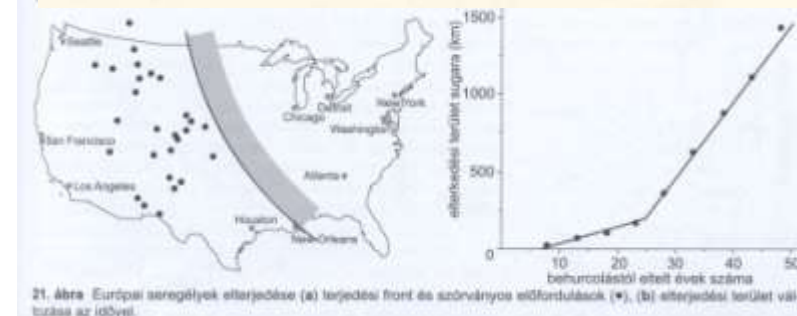 Seattle
San Francisco
Los Angeles
Houston
New Orleans
Atlanta
Chicago
Detroit
New York
Washington
elterkedési terület sugara (km)
1500
1000
500
0
10 20 30 40 50
behurcolástól eltelt évek száma
21. ábra Európai seregélyek elterjedése (a) terjedési front és szórványos előfordulások (•), (b) elterjedési terület vál-
tozása az idővel.